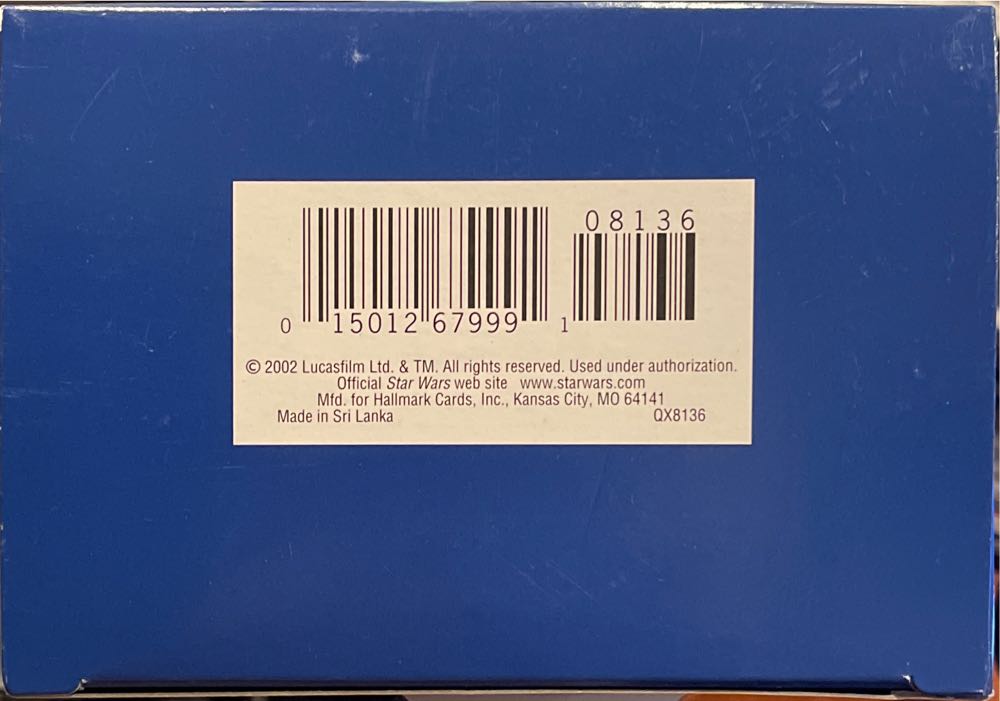 08136
0 15012 67999 1
© 2002 Lucasfilm Ltd. & TM. All rights reserved. Used under authorization.
Official Star Wars web site www.starwars.com
Mfd. for Hallmark Cards, Inc., Kansas City, MO 64141
Made in Sri Lanka QX8136